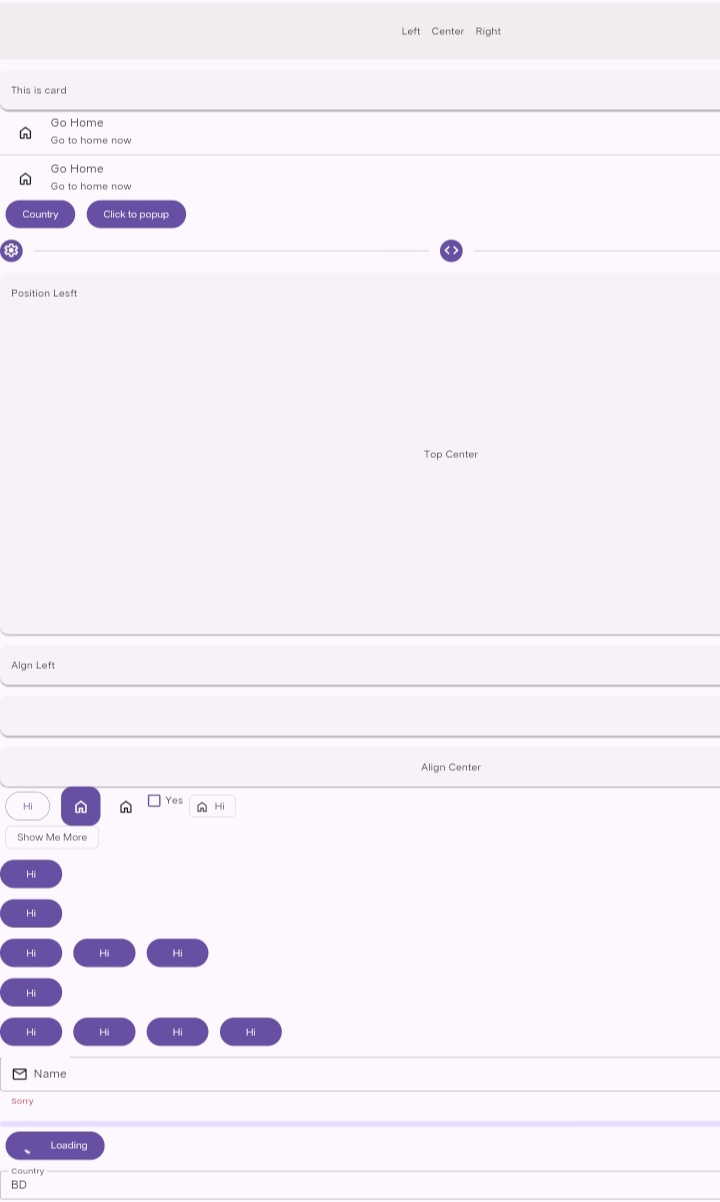 Left Center Right
This is card
Go Home
Go to home now
Go Home
Go to home now
Country Click to popup
Position Lesft
Top Center
Algn Left
Align Center
Hi Yes Hi
Show Me More
Hi
Hi
Hi Hi Hi
Hi
Hi Hi Hi Hi
Name
Sorry
Loading
Country
BD